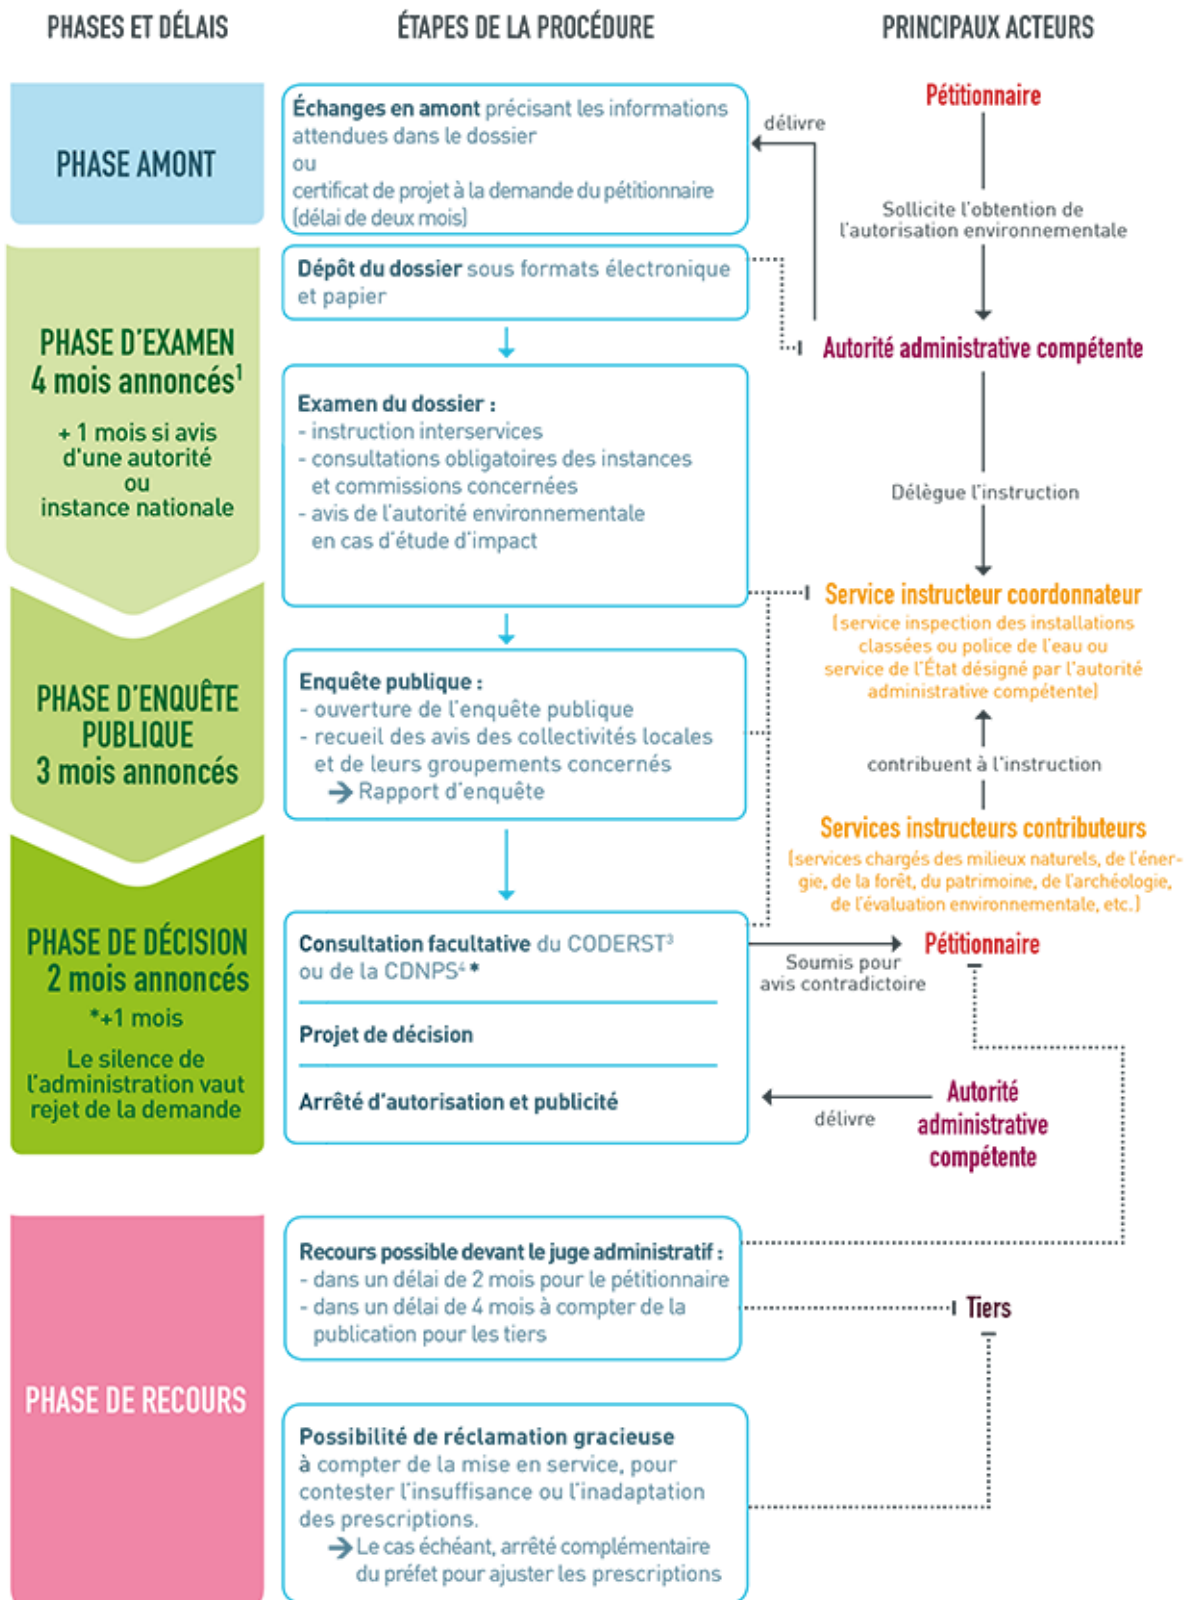 PHASES ET DÉLAIS
ÉTAPES DE LA PROCÉDURE
PRINCIPAUX ACTEURS
PHASE AMONT
Échanges en amont précisant les informations
attendues dans le dossier
ou
certificat de projet à la demande du pétitionnaire
(délai de deux mois)
délivre
Pétitionnaire
Sollicite l'obtention de
l'autorisation environnementale
PHASE D'EXAMEN
4 mois annoncés¹
+ 1 mois si avis
d'une autorité
ou
instance nationale
Dépôt du dossier sous formats électronique
et papier
Autorité administrative compétente
Examen du dossier :
- instruction interservices
- consultations obligatoires des instances
et commissions concernées
- avis de l'autorité environnementale
en cas d'étude d'impact
Délègue l'instruction
Service instructeur coordonnateur
(service inspection des installations
classées ou police de l'eau ou
service de l'État désigné par l'autorité
administrative compétente)
PHASE D'ENQUÊTE
PUBLIQUE
3 mois annoncés
Enquête publique :
- ouverture de l'enquête publique
- recueil des avis des collectivités locales
et de leurs groupements concernés
➔ Rapport d'enquête
contribuent à l'instruction
Services instructeurs contributeurs
(services chargés des milieux naturels, de l'éner-
gie, de la forêt, du patrimoine, de l'archéologie,
de l'évaluation environnementale, etc.)
PHASE DE DÉCISION
2 mois annoncés
*+1 mois
Le silence de
l'administration vaut
rejet de la demande
Consultation facultative du CODERST³
ou de la CDNPS⁴ *
Projet de décision
Arrêté d'autorisation et publicité
Soumis pour
avis contradictoire
Pétitionnaire
délivre
Autorité
administrative
compétente
PHASE DE RECOURS
Recours possible devant le juge administratif :
- dans un délai de 2 mois pour le pétitionnaire
- dans un délai de 4 mois à compter de la
publication pour les tiers
Tiers
Possibilité de réclamation gracieuse
à compter de la mise en service, pour
contester l'insuffisance ou l'inadaptation
des prescriptions.
➔ Le cas échéant, arrêté complémentaire
du préfet pour ajuster les prescriptions